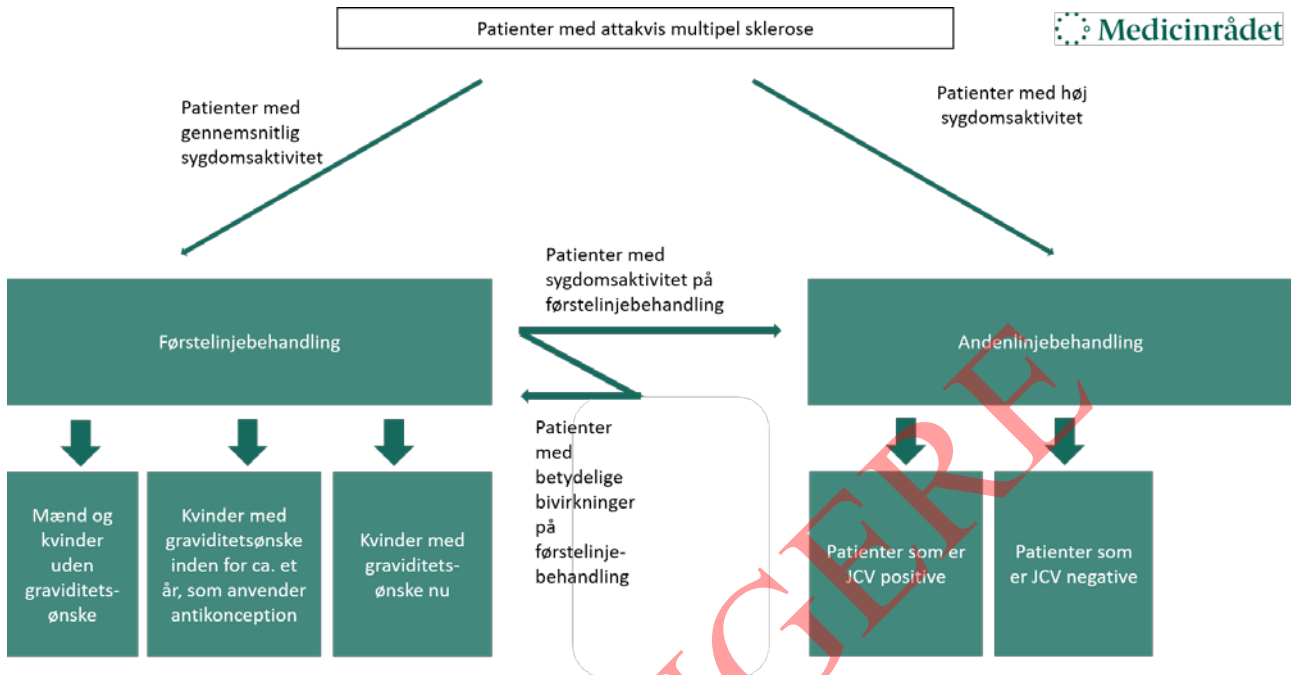 Patienter med attakvis multipel sklerose
Medicinrådet
Patienter med
gennemsnitlig
sygdomsaktivitet
Patienter med høj
sygdomsaktivitet
Patienter med
sygdomsaktivitet på
førstelinjebehandling
Førstelinjebehandling
Andenlinjebehandling
Patienter
med
betydelige
bivirkninger
på
førstelinje-
behandling
Mænd og
kvinder
uden
graviditets-
ønske
Kvinder med
graviditetsønske
inden for ca. et
år, som anvender
antikonception
Kvinder med
graviditets-
ønske nu
Patienter som er
JCV positive
Patienter som
er JCV negative
GERE